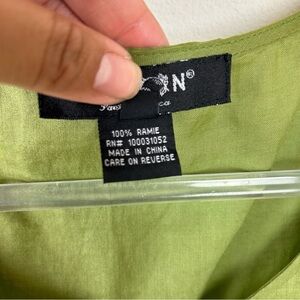 N®
100% RAMIE
RN# 100031052
MADE IN CHINA
CARE ON REVERSE